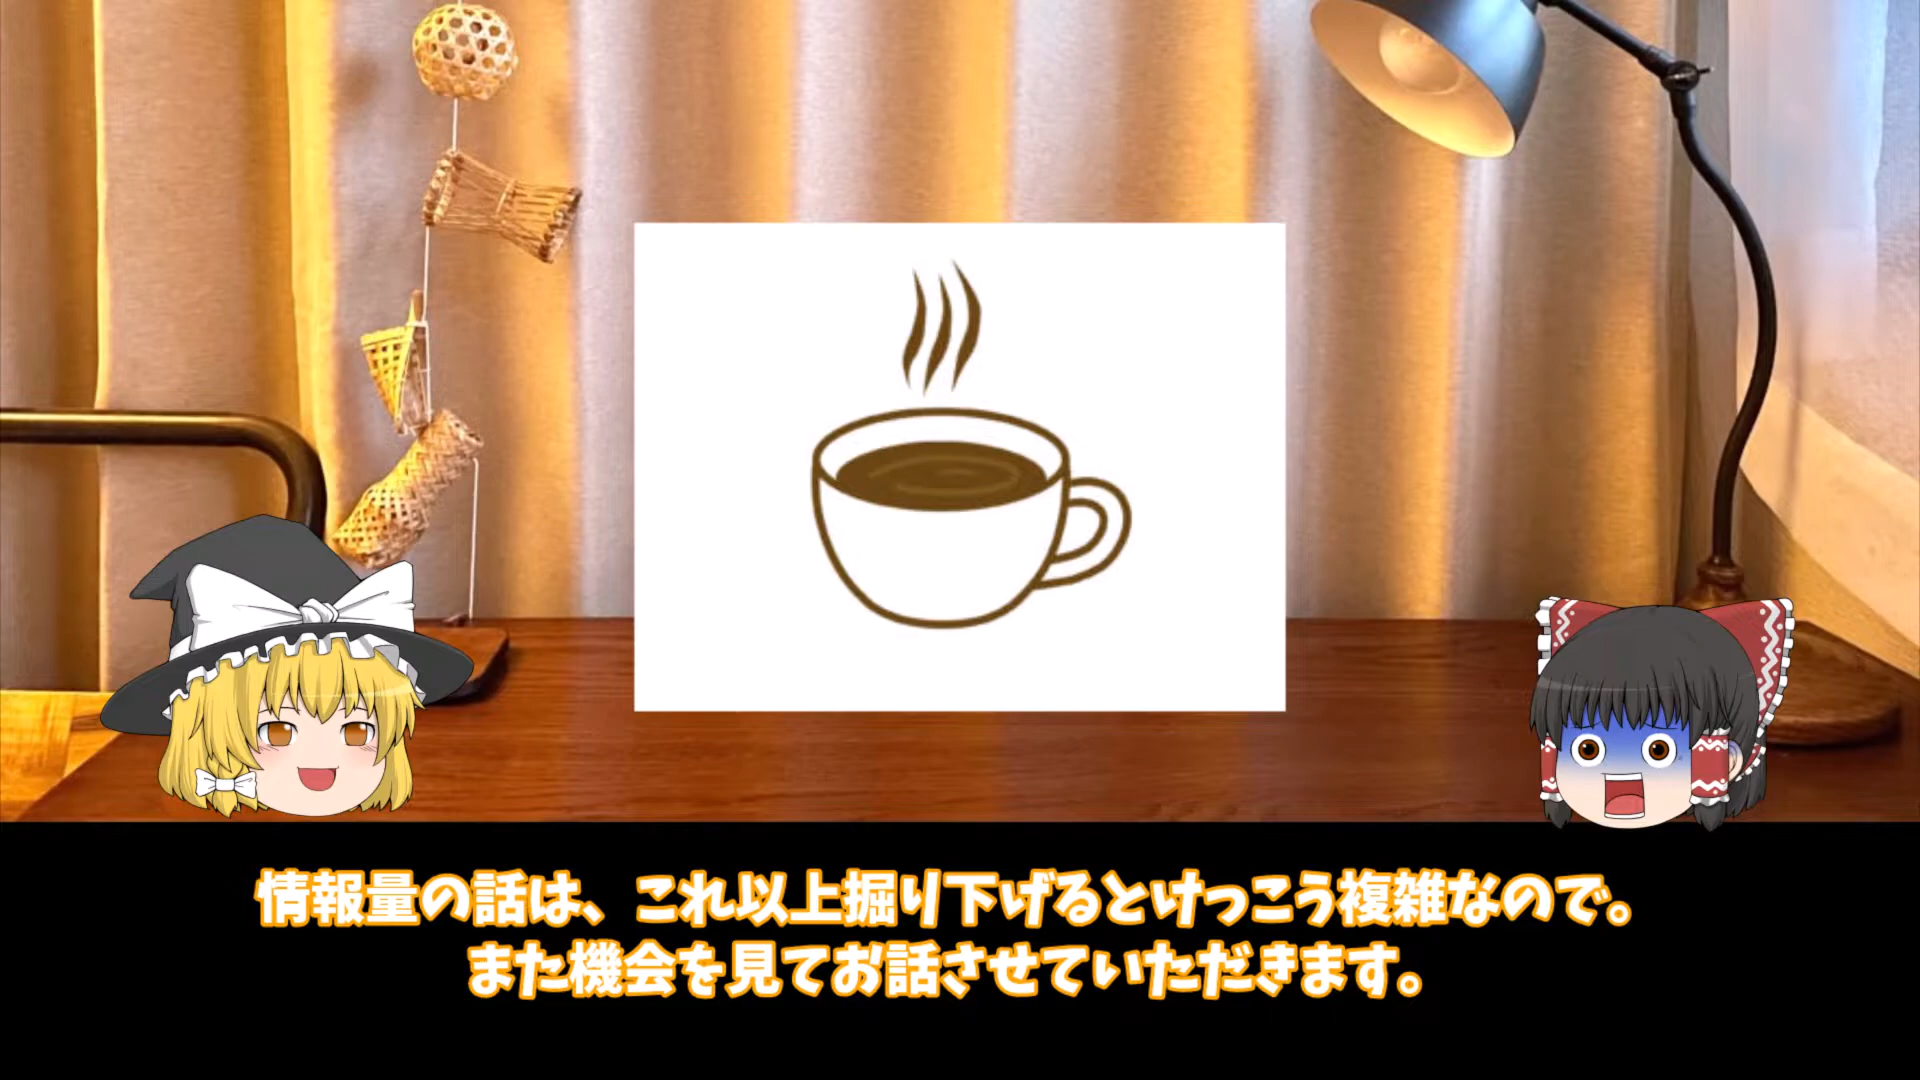 情報量の話は、これ以上掘り下げるとけっこう複雑なので。
また機会を見てお話させていただきます。